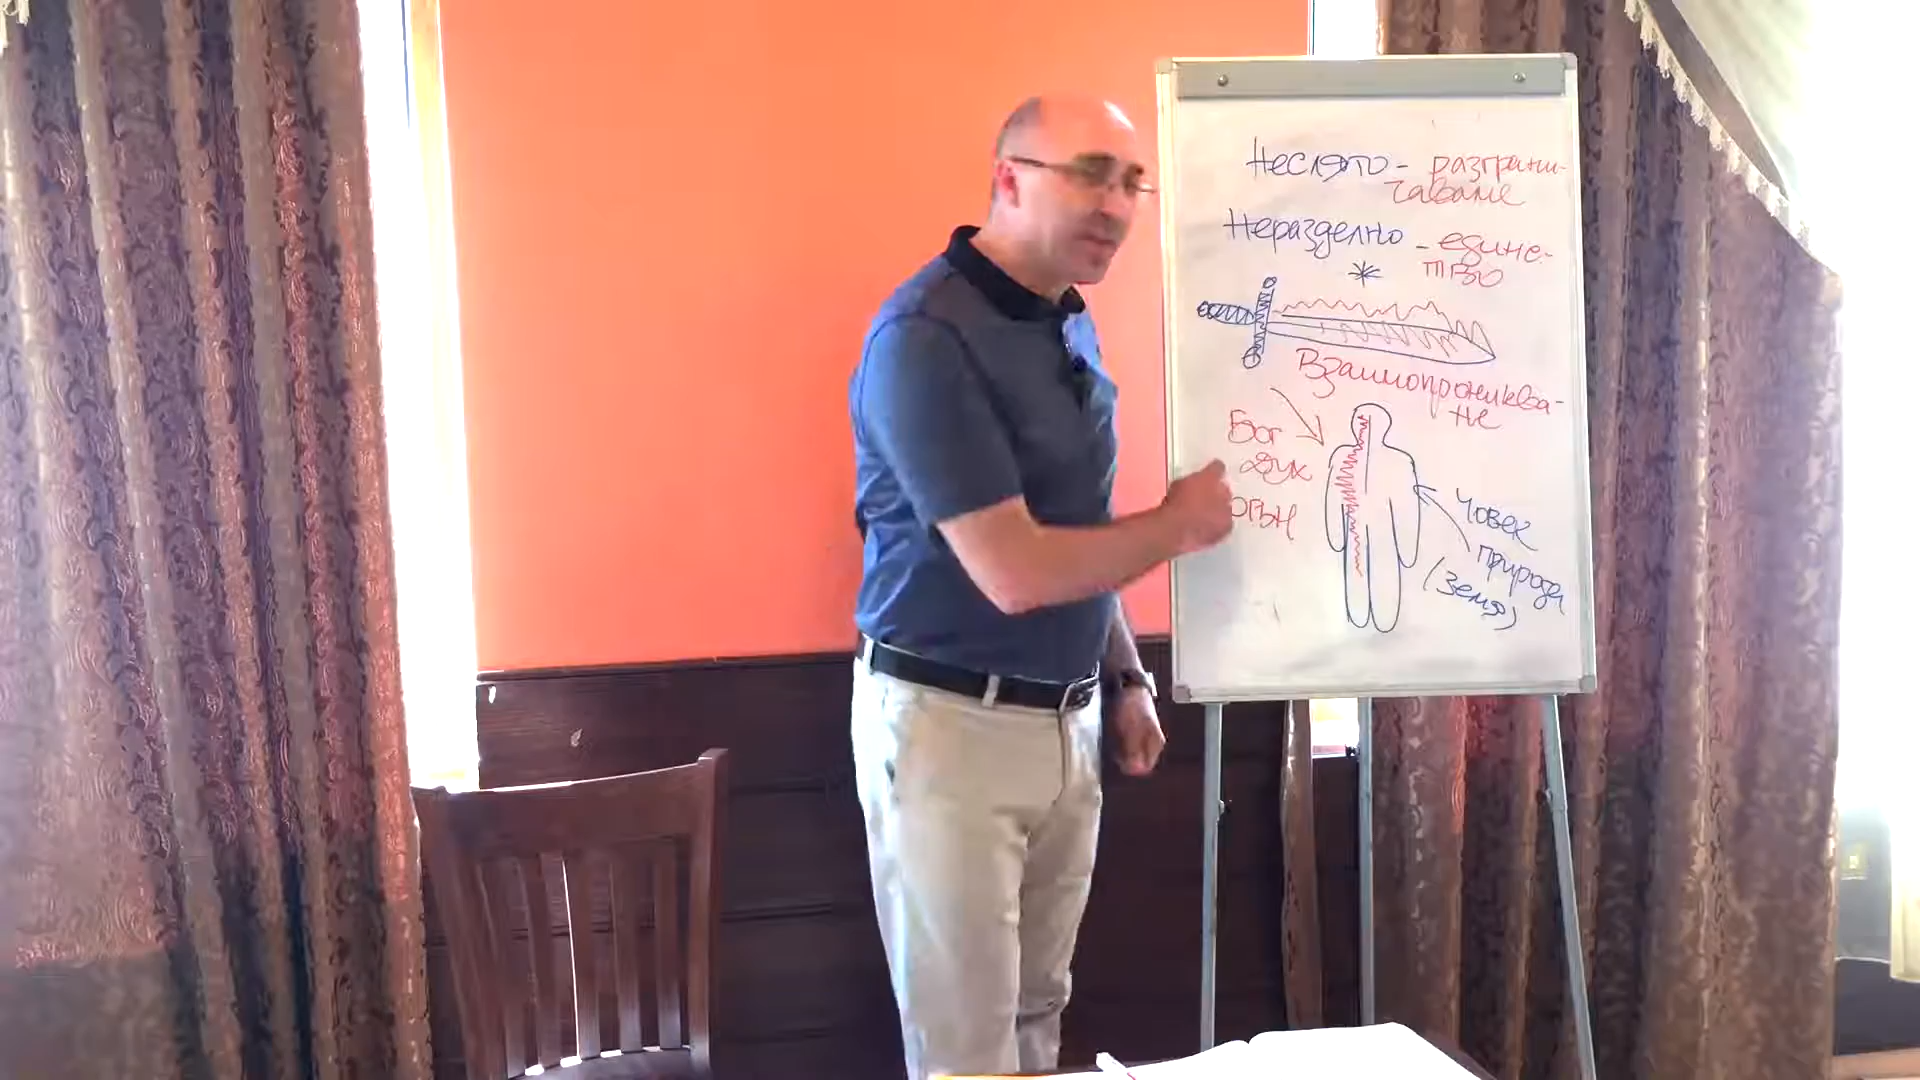 Неслято - разграни-
чаване
Неразделно - единс-
тво
Взаимопрониква-
не
Бог
Дух
огън
Човек
природа
(Земя)